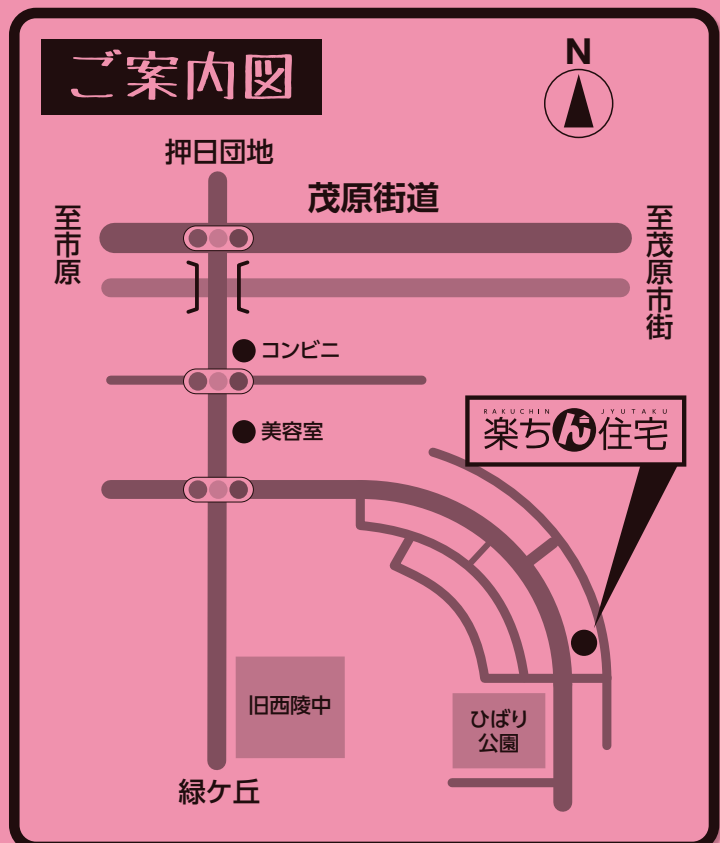 ご案内図
N
押日団地
茂原街道
至市原
至茂原市街
コンビニ
RAKUCHIN JYUTAKU
楽ちん住宅
美容室
旧西陵中
ひばり
公園
緑ケ丘